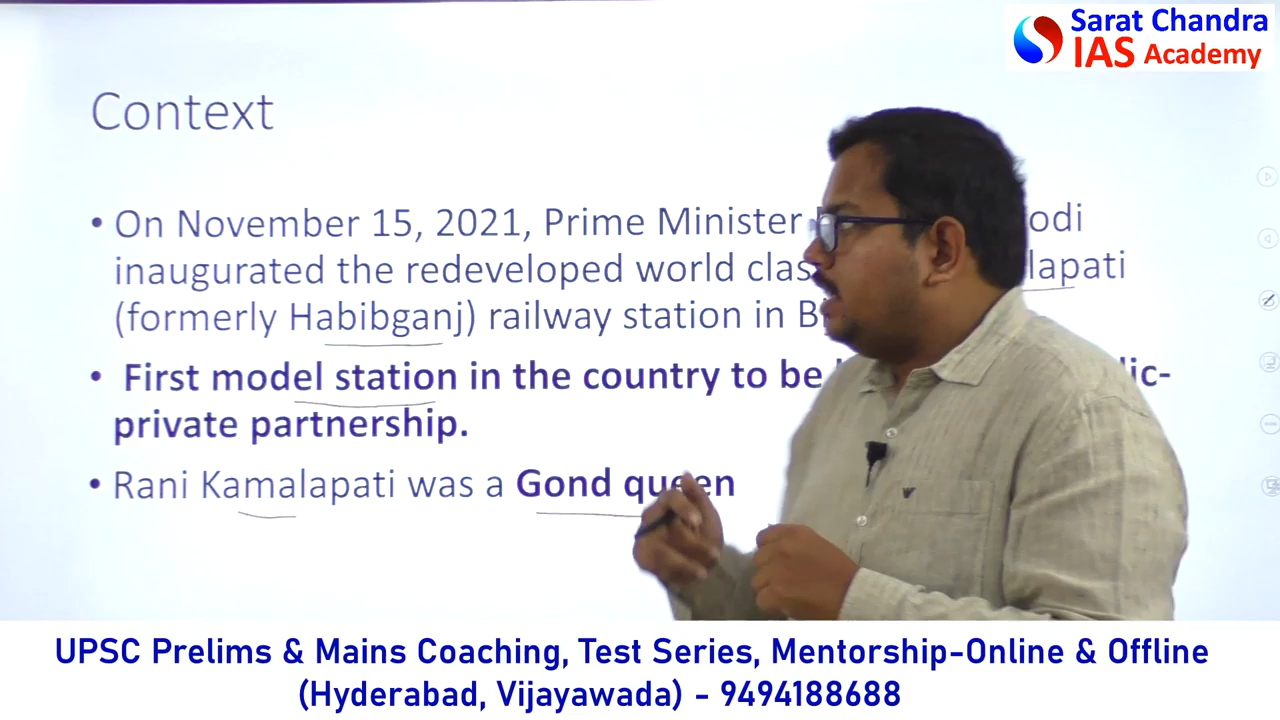 Sarat Chandra
IAS Academy
Context
• On November 15, 2021, Prime Minister odi
inaugurated the redeveloped world clas lapati
(formerly Habibganj) railway station in B
• First model station in the country to be lic-
private partnership.
• Rani Kamalapati was a Gond queen
UPSC Prelims & Mains Coaching, Test Series, Mentorship-Online & Offline
(Hyderabad, Vijayawada) - 9494188688